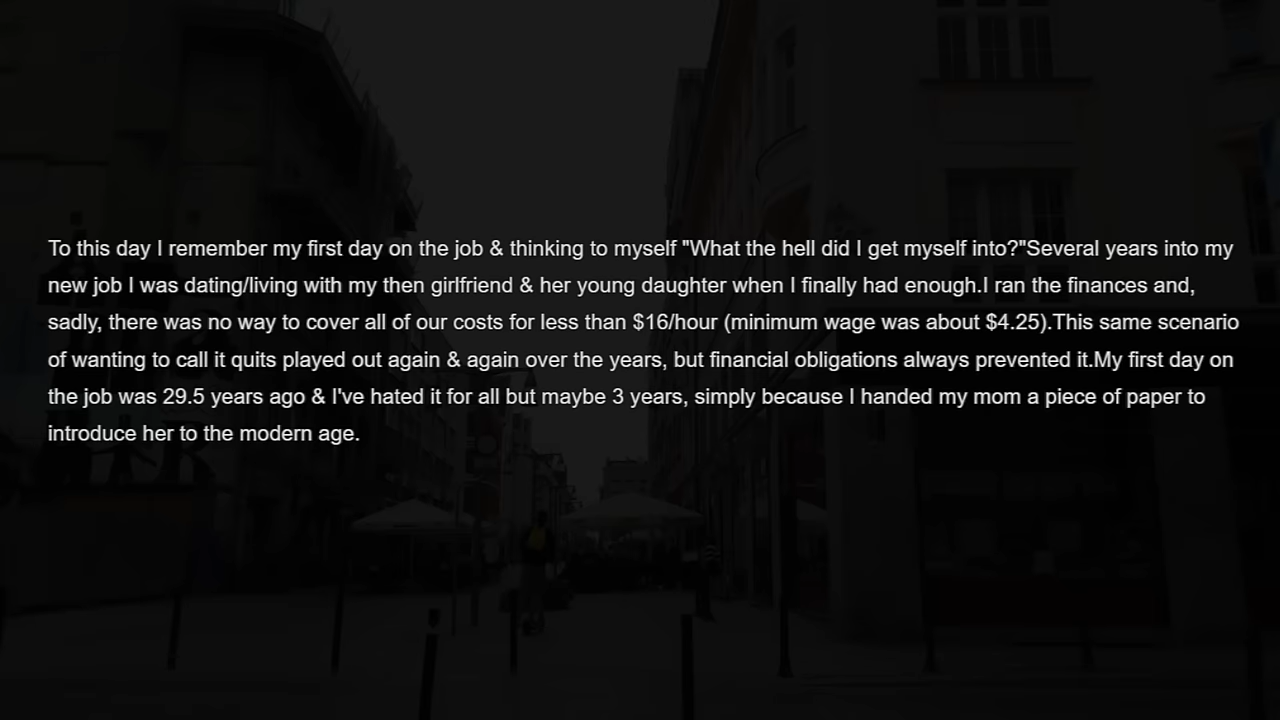 To this day I remember my first day on the job & thinking to myself "What the hell did I get myself into?"Several years into my
new job I was dating/living with my then girlfriend & her young daughter when I finally had enough.I ran the finances and,
sadly, there was no way to cover all of our costs for less than $16/hour (minimum wage was about $4.25).This same scenario
of wanting to call it quits played out again & again over the years, but financial obligations always prevented it.My first day on
the job was 29.5 years ago & I've hated it for all but maybe 3 years, simply because I handed my mom a piece of paper to
introduce her to the modern age.